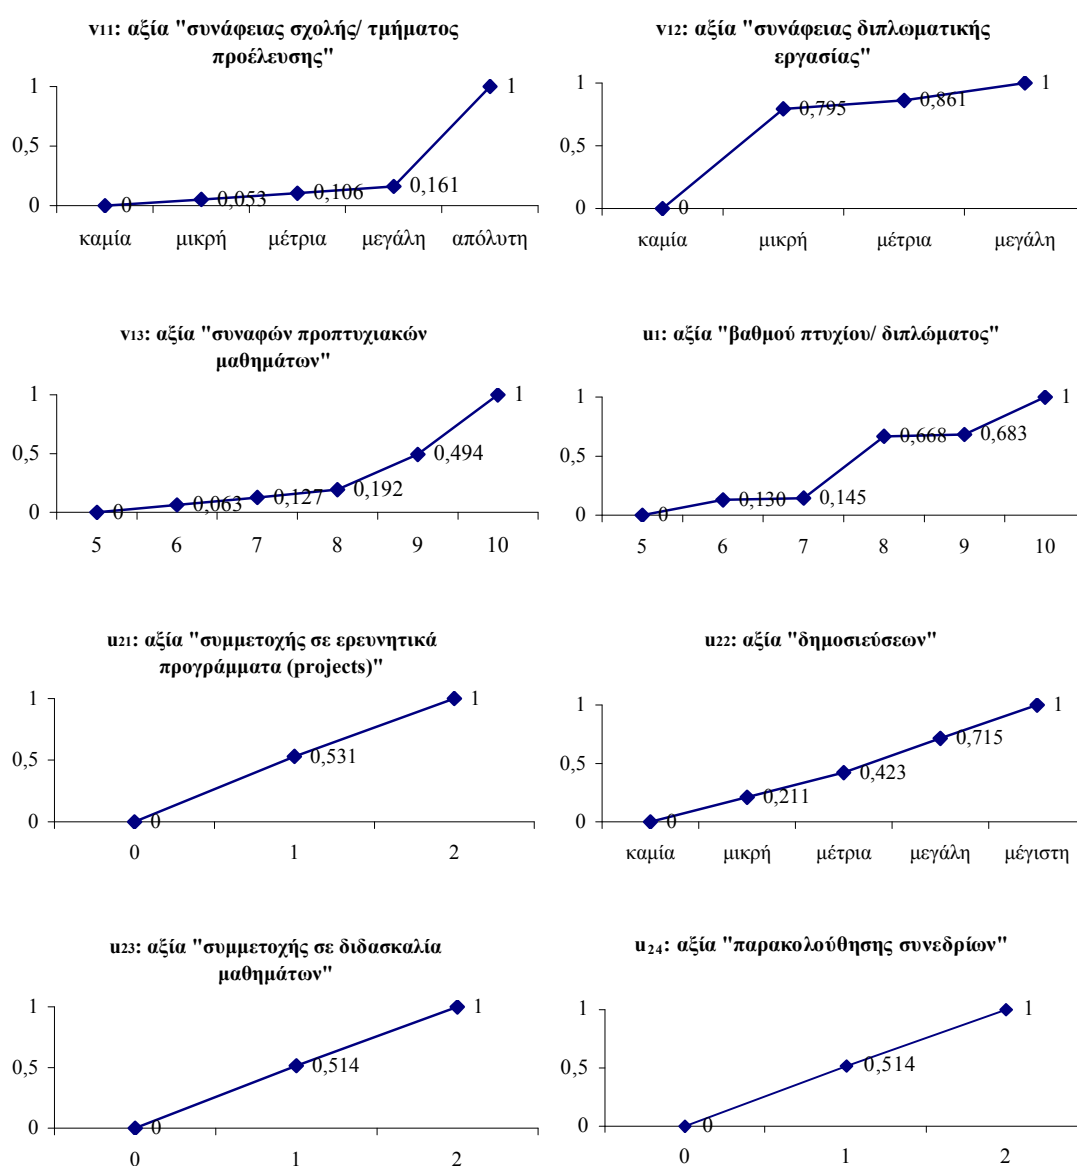 v11: αξία "συνάφειας σχολής/ τμήματος
προέλευσης"
1
0,5
0
0
0,053
0,106
0,161
1
καμία μικρή μέτρια μεγάλη απόλυτη
v12: αξία "συνάφειας διπλωματικής
εργασίας"
1
0,5
0
0
0,795
0,861
1
καμία μικρή μέτρια μεγάλη
v13: αξία "συναφών προπτυχιακών
μαθημάτων"
1
0,5
0
0
0,063
0,127
0,192
0,494
1
5 6 7 8 9 10
u1: αξία "βαθμού πτυχίου/ διπλώματος"
1
0,5
0
0
0,130
0,145
0,668
0,683
1
5 6 7 8 9 10
u21: αξία "συμμετοχής σε ερευνητικά
προγράμματα (projects)"
1
0,5
0
0
0,531
1
0 1 2
u22: αξία "δημοσιεύσεων"
1
0,5
0
0
0,211
0,423
0,715
1
καμία μικρή μέτρια μεγάλη μέγιστη
u23: αξία "συμμετοχής σε διδασκαλία
μαθημάτων"
1
0,5
0
0
0,514
1
0 1 2
u24: αξία "παρακολούθησης συνεδρίων"
1
0,5
0
0
0,514
1
0 1 2